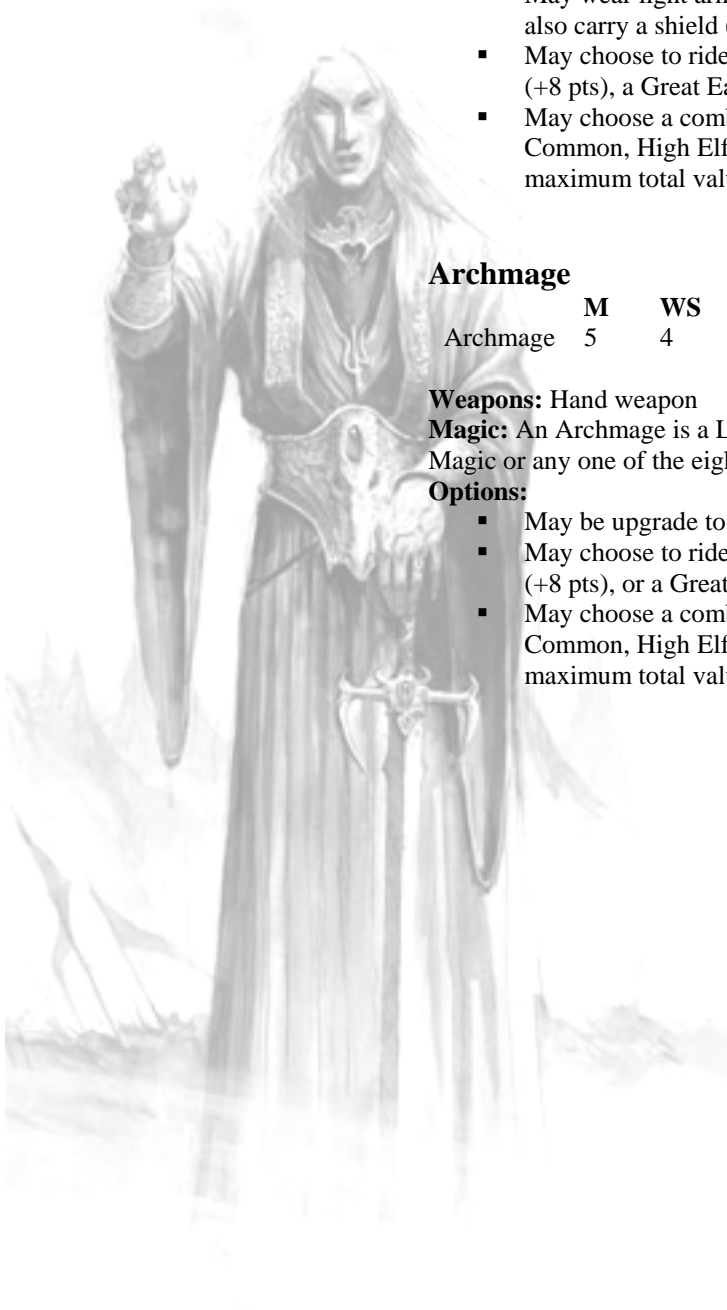 May wear light arm
also carry a shield (
▪ May choose to ride
(+8 pts), a Great Ea
▪ May choose a comb
Common, High Elf
maximum total valu
Archmage
M WS
Archmage 5 4
Weapons: Hand weapon
Magic: An Archmage is a L
Magic or any one of the eigh
Options:
▪ May be upgrade to
▪ May choose to ride
(+8 pts), or a Great
▪ May choose a comb
Common, High Elf
maximum total valu